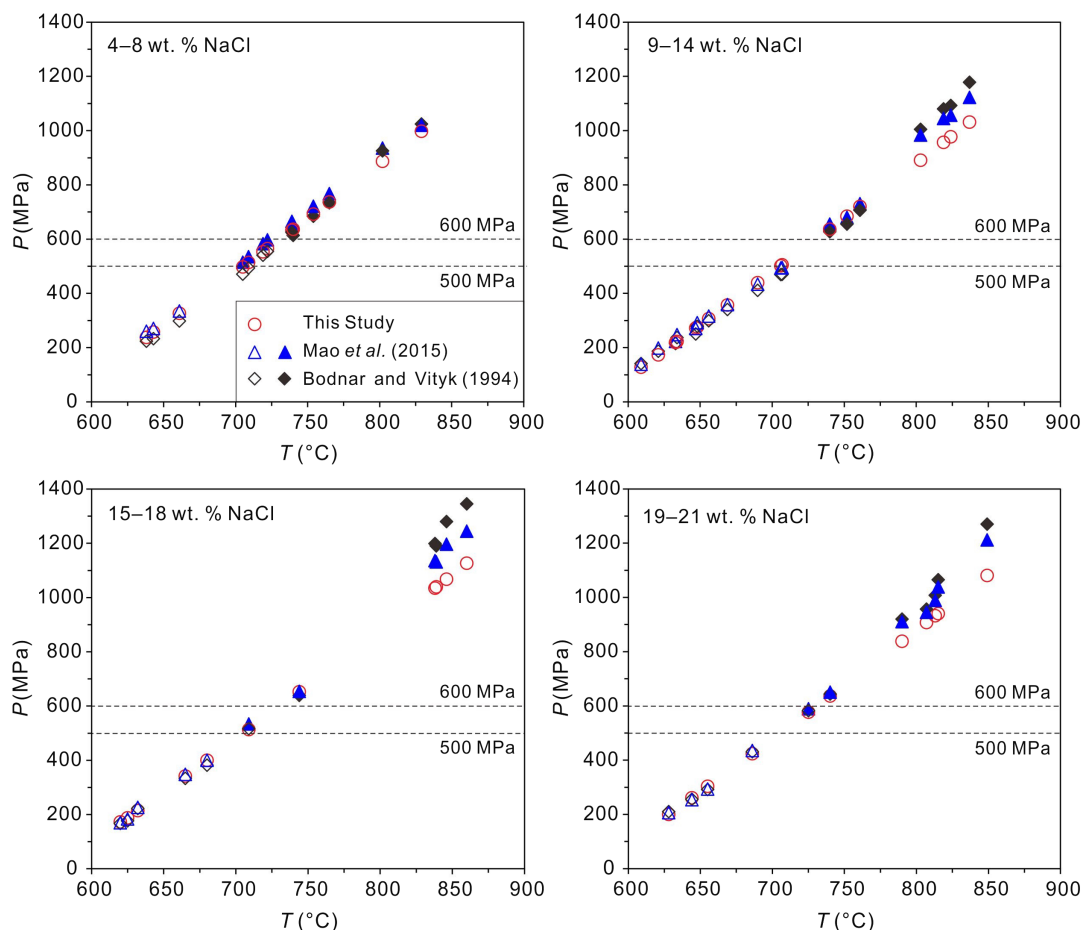 4–8 wt. % NaCl
1400
1200
1000
800
600
400
200
0
P (MPa)
600 MPa
500 MPa
This Study
Mao et al. (2015)
Bodnar and Vityk (1994)
600 650 700 750 800 850 900
T (°C)
9–14 wt. % NaCl
1400
1200
1000
800
600
400
200
0
P (MPa)
600 MPa
500 MPa
600 650 700 750 800 850 900
T (°C)
15–18 wt. % NaCl
1400
1200
1000
800
600
400
200
0
P (MPa)
600 MPa
500 MPa
600 650 700 750 800 850 900
T (°C)
19–21 wt. % NaCl
1400
1200
1000
800
600
400
200
0
P (MPa)
600 MPa
500 MPa
600 650 700 750 800 850 900
T (°C)